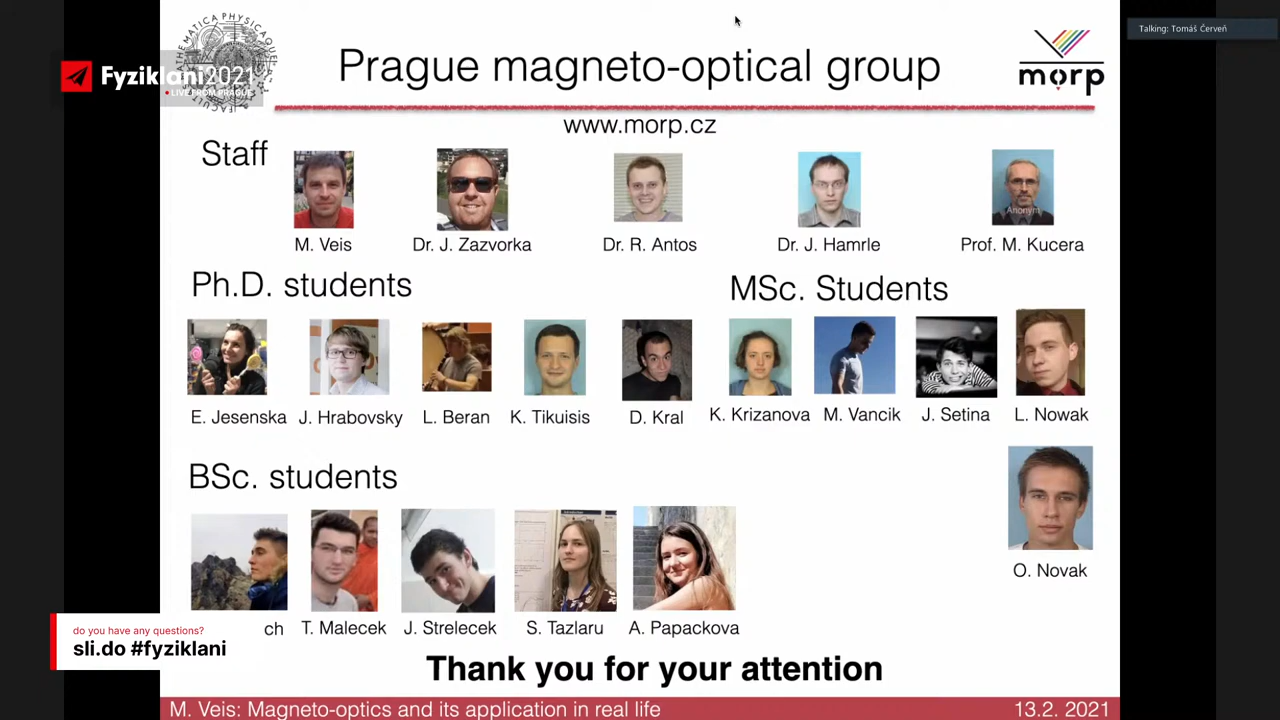 Talking: Tomáš Červeň
Fyziklani2021
• LIVE FROM PRAGUE
Prague magneto-optical group
morp
www.morp.cz
Staff
Anonym
M. Veis
Dr. J. Zazvorka
Dr. R. Antos
Dr. J. Hamrle
Prof. M. Kucera
Ph.D. students
MSc. Students
E. Jesenska
J. Hrabovsky
L. Beran
K. Tikuisis
D. Kral
K. Krizanova
M. Vancik
J. Setina
L. Nowak
BSc. students
O. Novak
ch
T. Malecek
J. Strelecek
S. Tazlaru
A. Papackova
do you have any questions?
sli.do #fyziklani
Thank you for your attention
M. Veis: Magneto-optics and its application in real life
13.2. 2021